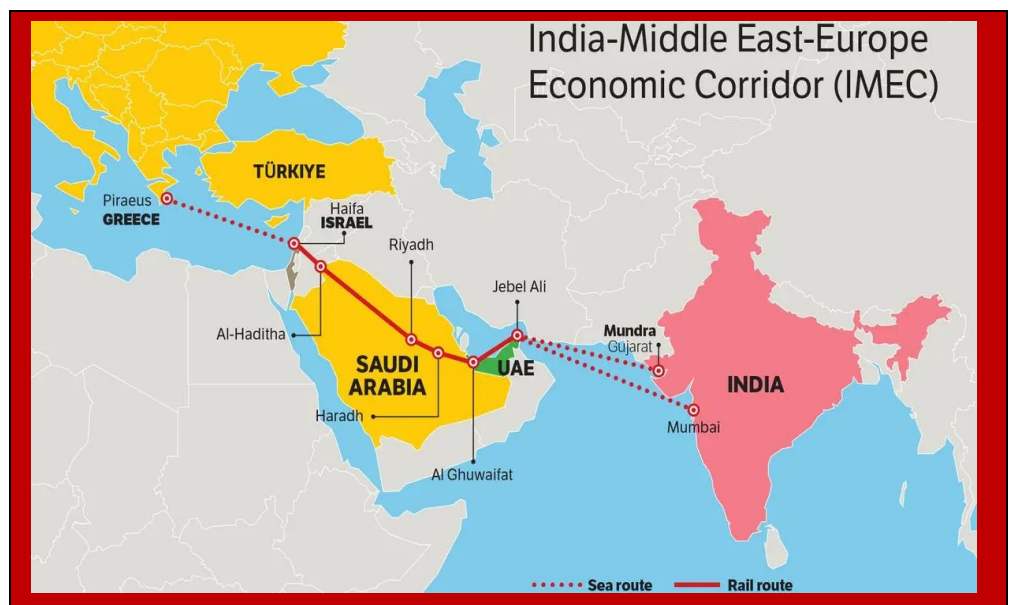 India-Middle East-Europe
Economic Corridor (IMEC)
TÜRKIYE
Piraeus
GREECE
Haifa
ISRAEL
Riyadh
Jebel Ali
Al-Haditha
Mundra
Gujarat
SAUDI
ARABIA
UAE
INDIA
Haradh
Mumbai
Al Ghuwaifat
Sea route
Rail route